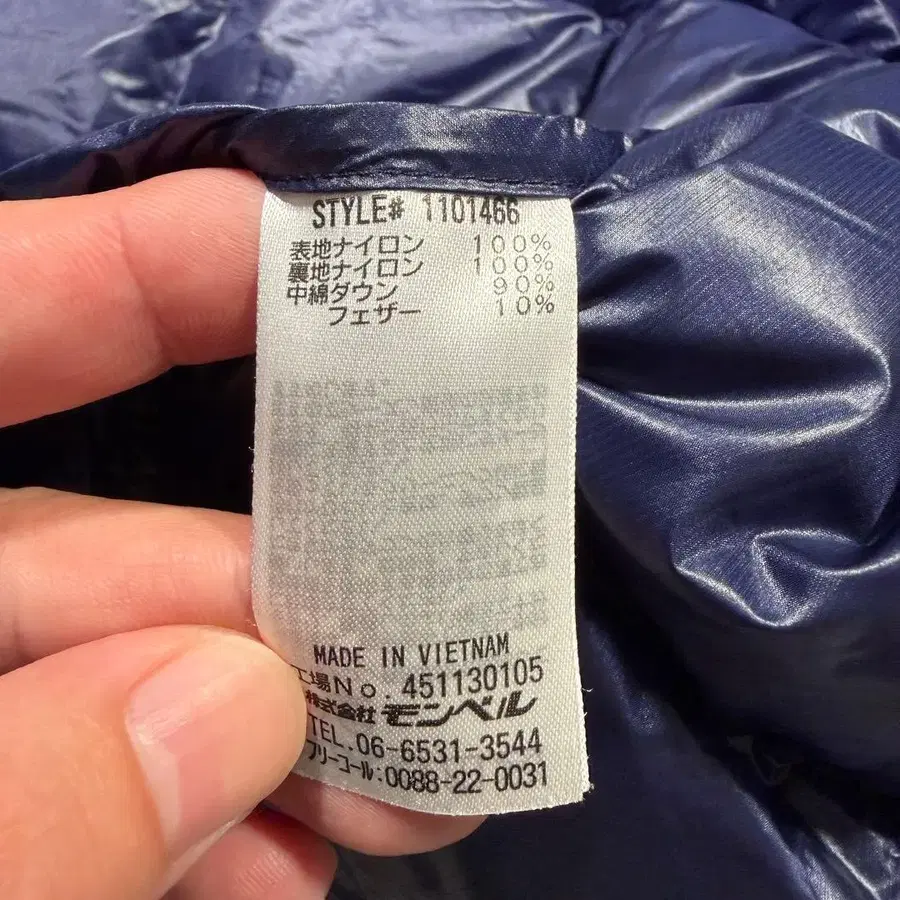 STYLE# 1101466
表地ナイロン 100%
裏地ナイロン 100%
中綿ダウン 90%
フェザー 10%
MADE IN VIETNAM
工場No. 451130105
株式会社 モンベル
TEL.06-6531-3544
フリーコール:0088-22-0031